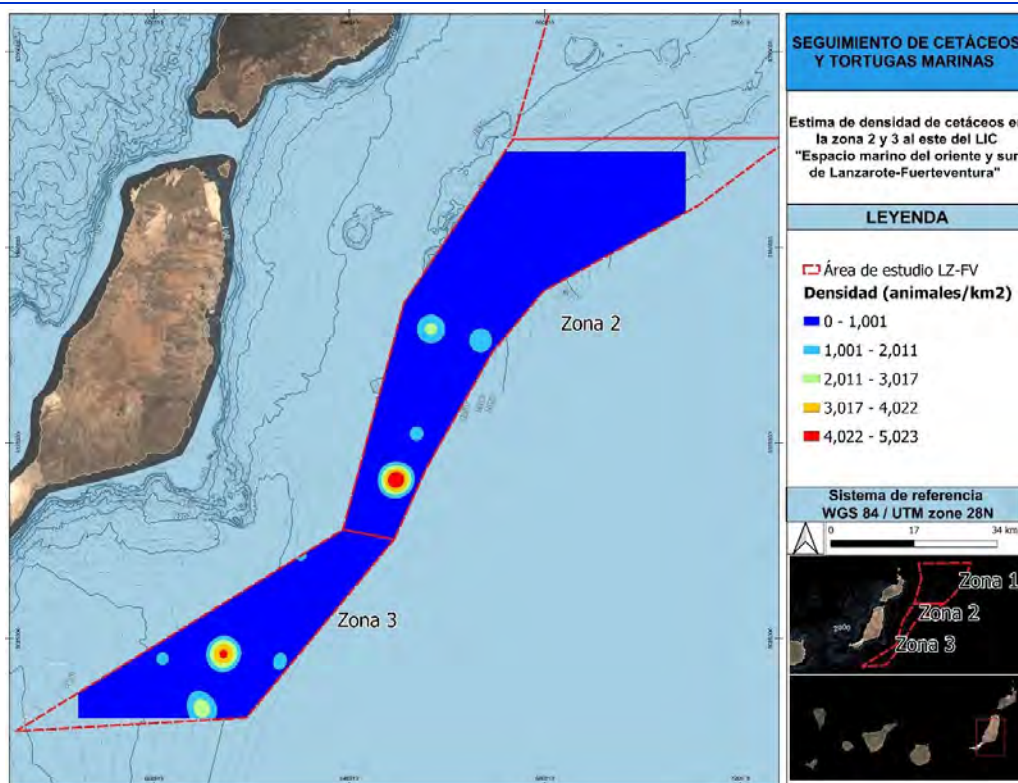 SEGUIMIENTO DE CETÁCEOS
Y TORTUGAS MARINAS
Estima de densidad de cetáceos en
la zona 2 y 3 al este del LIC
"Espacio marino del oriente y sur
de Lanzarote-Fuerteventura"
LEYENDA
Área de estudio LZ-FV
Densidad (animales/km2)
0 - 1,001
1,001 - 2,011
2,011 - 3,017
3,017 - 4,022
4,022 - 5,023
Sistema de referencia
WGS 84 / UTM zone 28N
0 17 34 km
Zona 1
Zona 2
Zona 3
Zona 2
Zona 3